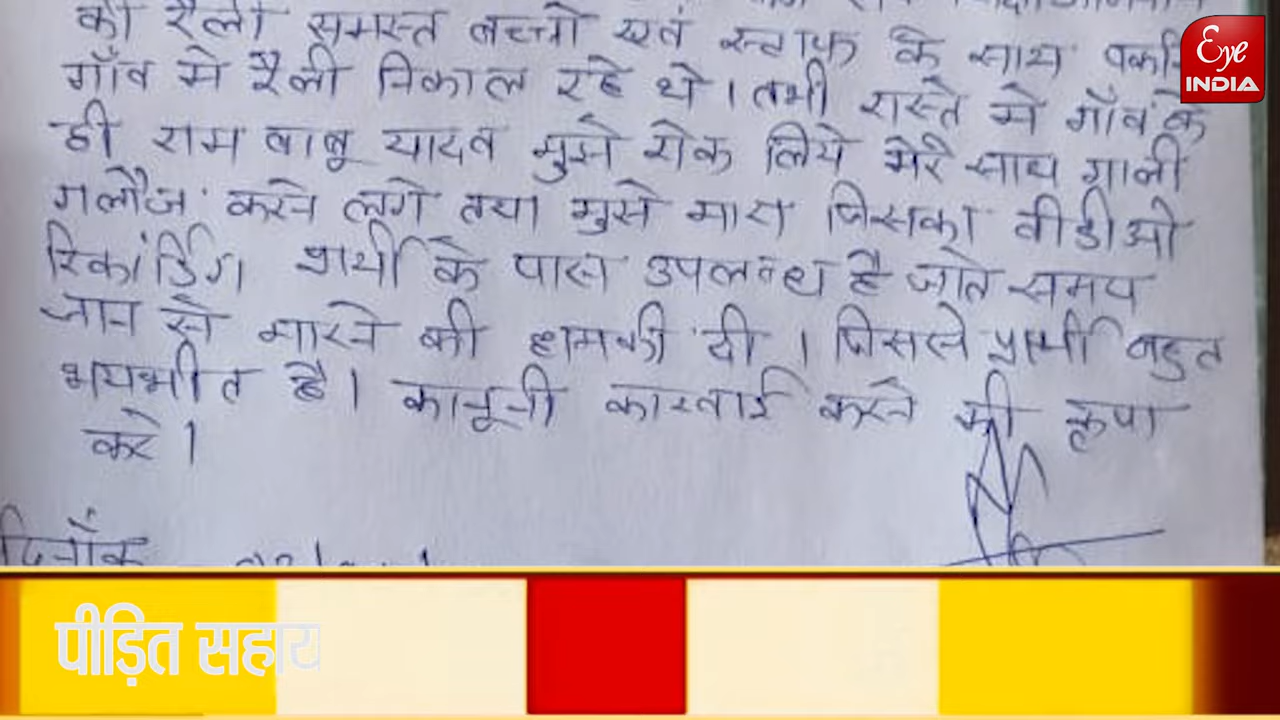 की रैली समस्त बच्चो एवं स्टाफ के साथ
Eye
INDIA
गाँव मे रैली निकाल रहे थे। तभी रास्ते मे गाँव के
ही राम बाबू यादव मुझे रोक लिये मेरे साथ गाली
गलौज करने लगे तथा मुझे मारा जिसका वीडीओ
रिकार्डिंग प्रार्थी के पास उपलब्ध है जाते समय
जान से मारने की धमकी दी । जिससे प्रार्थी बहुत
भयभीत है। कानूनी कारवाई करने की कृपा
करे।
दिनाँक
पीड़ित सहाय